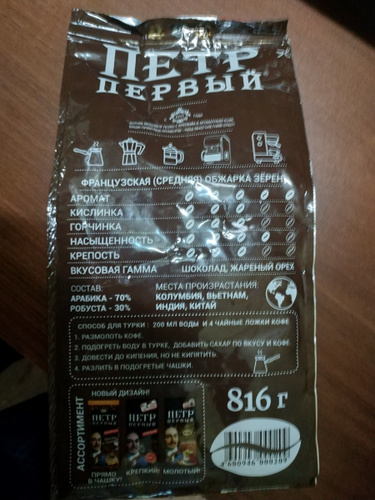 ПЕТР
ПЕРВЫЙ
ФРАНЦУЗСКАЯ (СРЕДНЯЯ) ОБЖАРКА ЗЁРЕН
АРОМАТ
КИСЛИНКА
ГОРЧИНКА
НАСЫЩЕННОСТЬ
КРЕПОСТЬ
ВКУСОВАЯ ГАММА ШОКОЛАД, ЖАРЕНЫЙ ОРЕХ
СОСТАВ:
АРАБИКА - 70%
РОБУСТА - 30%
МЕСТА ПРОИЗРАСТАНИЯ:
КОЛУМБИЯ, ВЬЕТНАМ,
ИНДИЯ, КИТАЙ
СПОСОБ ДЛЯ ТУРКИ : 200 МЛ ВОДЫ И 4 ЧАЙНЫЕ ЛОЖКИ КОФЕ
1. РАЗМОЛОТЬ КОФЕ.
2. ПОДОГРЕТЬ ВОДУ В ТУРКЕ, ДОБАВИТЬ САХАР ПО ВКУСУ И КОФЕ
3. ДОВЕСТИ ДО КИПЕНИЯ, НО НЕ КИПЯТИТЬ.
4. РАЗЛИТЬ В ПОДОГРЕТЫЕ ЧАШКИ.
АССОРТИМЕНТ
НОВЫЙ ДИЗАЙН!
ПЕТР
ПЕРВЫЙ
ПЕТР
ПЕРВЫЙ
ПЕТР
ПЕРВЫЙ
ПРЯМО
В ЧАШКУ!
КРЕПКИЙ!
МОЛОТЫЙ!
816 г